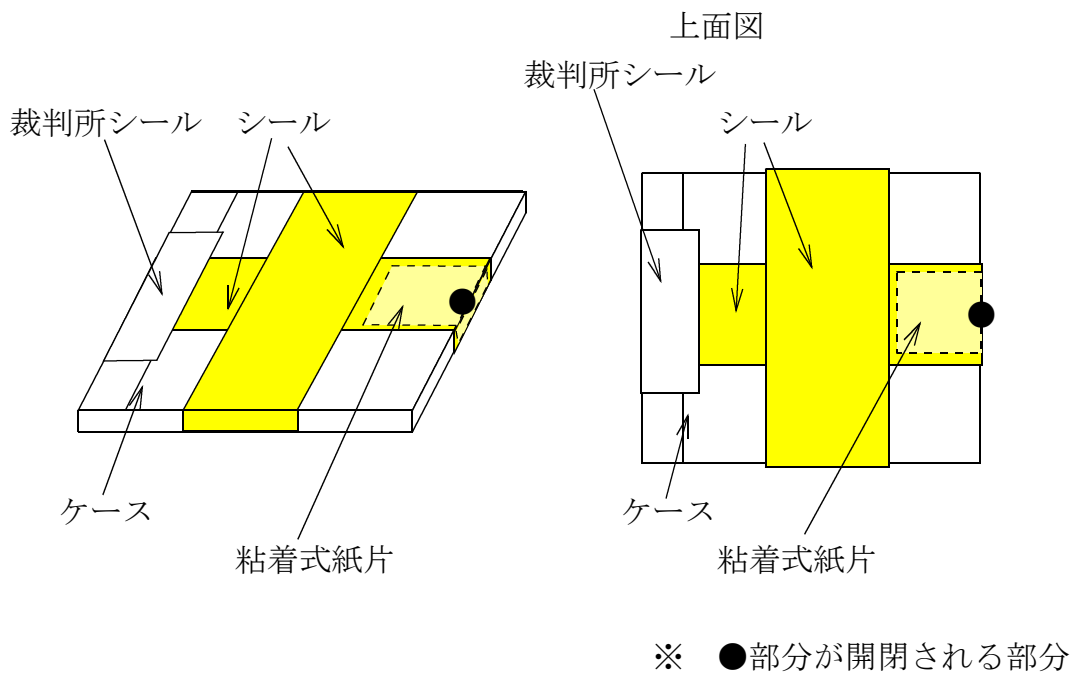 上面図
裁判所シール
シール
裁判所シール
シール
ケース
粘着式紙片
ケース
粘着式紙片
※ ●部分が開閉される部分